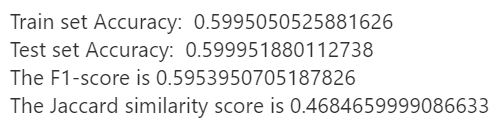 Train set Accuracy:  0.5995050525881626
Test set Accuracy:  0.599951880112738
The F1-score is 0.5953950705187826
The Jaccard similarity score is 0.4684659999086633